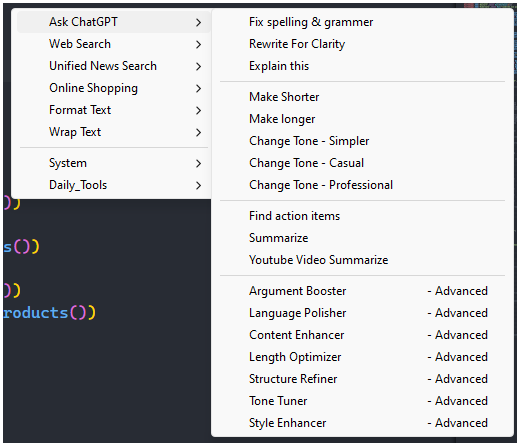 Ask ChatGPT
Web Search
Unified News Search
Online Shopping
Format Text
Wrap Text
System
Daily_Tools
Fix spelling & grammer
Rewrite For Clarity
Explain this
Make Shorter
Make longer
Change Tone - Simpler
Change Tone - Casual
Change Tone - Professional
Find action items
Summarize
Youtube Video Summarize
Argument Booster - Advanced
Language Polisher - Advanced
Content Enhancer - Advanced
Length Optimizer - Advanced
Structure Refiner - Advanced
Tone Tuner - Advanced
Style Enhancer - Advanced
())
s())
())
roducts())